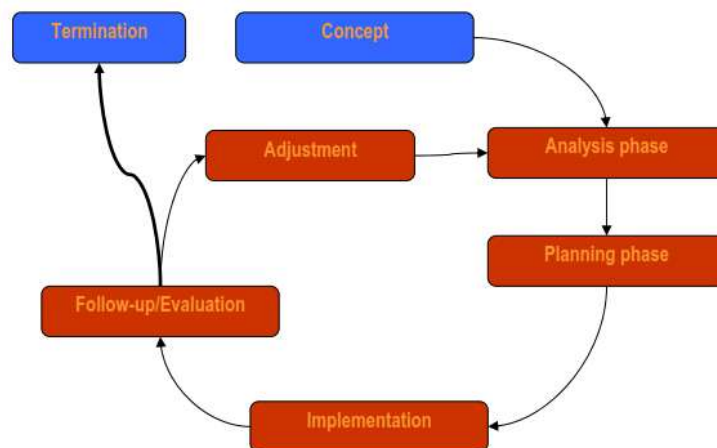 Termination
Concept
Adjustment
Analysis phase
Planning phase
Follow-up/Evaluation
Implementation